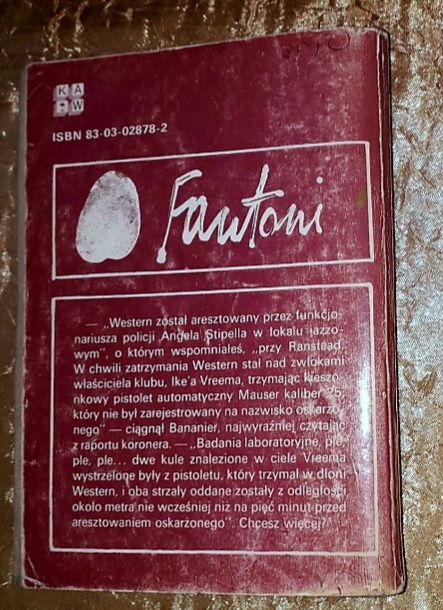 K A
W
ISBN 83-03-02878-2
Fantoni
— „Western został aresztowany przez funkcjo-
nariusza policji Angela Stipella w lokalu jazzo-
wym”, o którym wspomniałeś, „przy Ranstead.
W chwili zatrzymania Western stał nad zwłokami
właściciela klubu, Ike'a Vreema, trzymając kieszo-
nkowy pistolet automatyczny Mauser kaliber 25,
który nie był zarejestrowany na nazwisko oskarżo-
nego” — ciągnął Bananier, najwyraźniej czytając
z raportu koronera. — „Badania laboratoryjne, ple,
ple, ple... dwe kule znalezione w ciele Vreema
wystrzelone były z pistoletu, który trzymał w dłoni
Western, i oba strzały oddane zostały z odległości
około metra nie wcześniej niż na pięć minut przed
aresztowaniem oskarżonego”. Chcesz więcej?